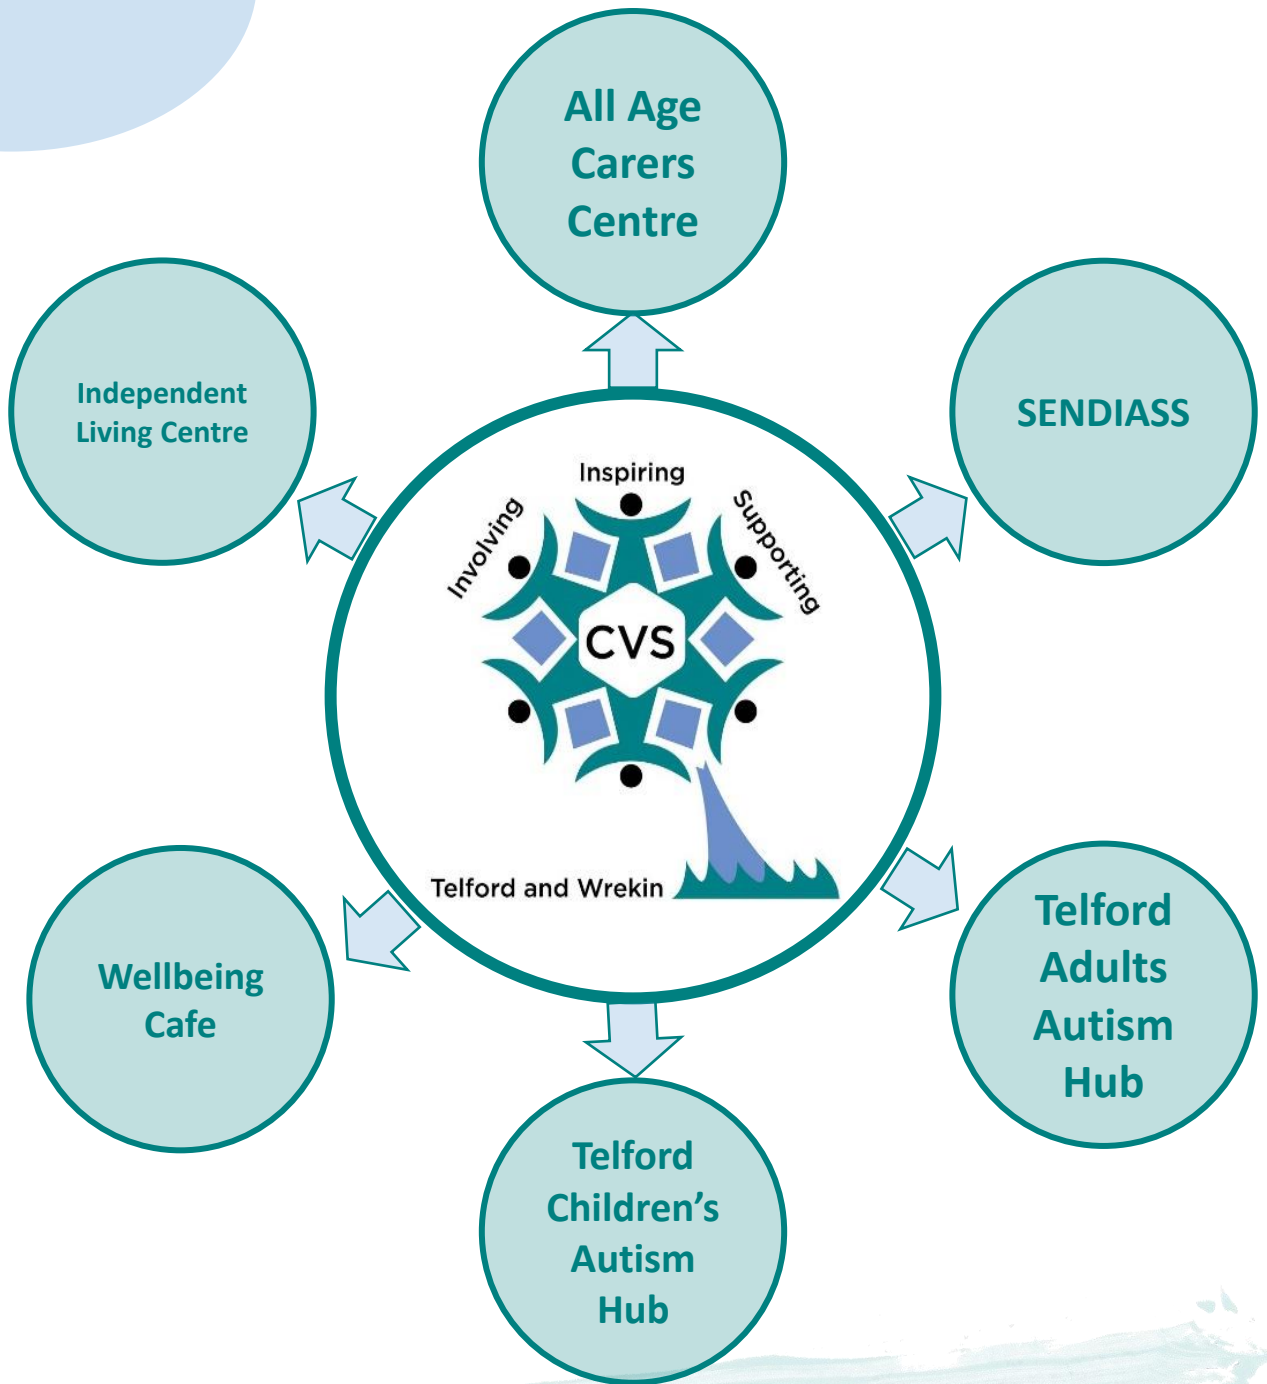 All Age
Carers
Centre
Independent
Living Centre
SENDIASS
Inspiring
Involving
Supporting
CVS
Telford and Wrekin
Wellbeing
Cafe
Telford
Adults
Autism
Hub
Telford
Children’s
Autism
Hub